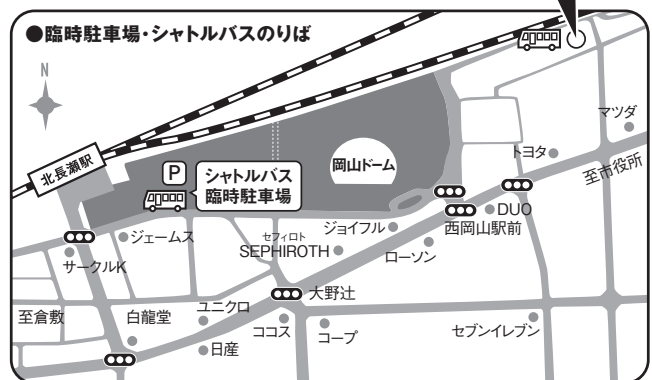 ●臨時駐車場・シャトルバスのりば
N
マツダ
トヨタ
至市役所
北長瀬駅
P
シャトルバス
臨時駐車場
岡山ドーム
DUO
西岡山駅前
ジェームス
セフィロト
SEPHIROTH
ジョイフル
ローソン
サークルK
大野辻
至倉敷
白龍堂
ユニクロ
日産
ココス
コープ
セブンイレブン